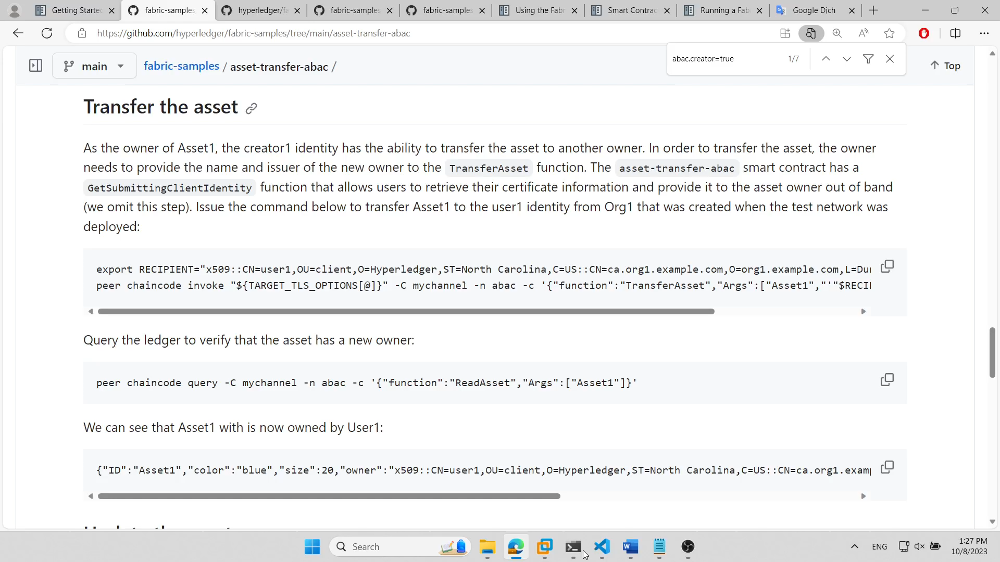 Getting Starte
fabric-samples
hyperledger/fa
fabric-samples
fabric-samples
Using the Fabr
Smart Contrac
Running a Fab
Google Dịch
https://github.com/hyperledger/fabric-samples/tree/main/asset-transfer-abac
abac.creator=true
1/7
main
fabric-samples / asset-transfer-abac /
Top
Transfer the asset
As the owner of Asset1, the creator1 identity has the ability to transfer the asset to another owner. In order to transfer the asset, the owner
needs to provide the name and issuer of the new owner to the TransferAsset function. The asset-transfer-abac smart contract has a
GetSubmittingClientIdentity function that allows users to retrieve their certificate information and provide it to the asset owner out of band
(we omit this step). Issue the command below to transfer Asset1 to the user1 identity from Org1 that was created when the test network was
deployed:
export RECIPIENT="x509::CN=user1,OU=client,O=Hyperledger,ST=North Carolina,C=US::CN=ca.org1.example.com,O=org1.example.com,L=Dur
peer chaincode invoke "${TARGET_TLS_OPTIONS[@]}" -C mychannel -n abac -c '{"function":"TransferAsset","Args":["Asset1","'"$RECI
Query the ledger to verify that the asset has a new owner:
peer chaincode query -C mychannel -n abac -c '{"function":"ReadAsset","Args":["Asset1"]}'
We can see that Asset1 with is now owned by User1:
{"ID":"Asset1","color":"blue","size":20,"owner":"x509::CN=user1,OU=client,O=Hyperledger,ST=North Carolina,C=US::CN=ca.org1.examp
Search
ENG
1:27 PM
10/8/2023